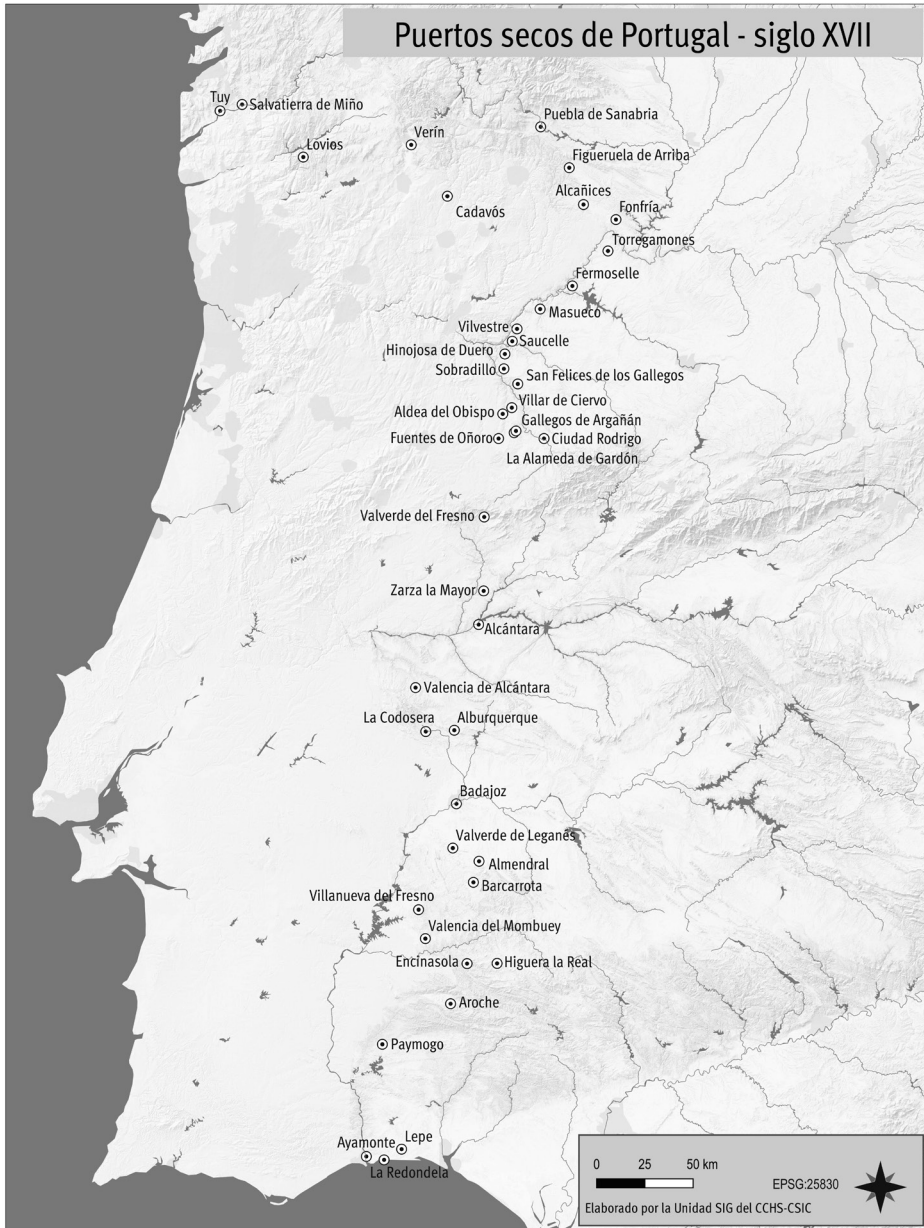 Puertos secos de Portugal - siglo XVII
Tuy
Salvatierra de Miño
Lovios
Verín
Puebla de Sanabria
Figueruela de Arriba
Cadavós
Alcañices
Fonfría
Torregamones
Fermoselle
Masueco
Vilvestre
Saucelle
Hinojosa de Duero
Sobradillo
San Felices de los Gallegos
Villar de Ciervo
Aldea del Obispo
Gallegos de Argañán
Fuentes de Oñoro
Ciudad Rodrigo
La Alameda de Gardón
Valverde del Fresno
Zarza la Mayor
Alcántara
Valencia de Alcántara
La Codosera
Alburquerque
Badajoz
Valverde de Leganés
Almendral
Barcarrota
Villanueva del Fresno
Valencia del Mombuey
Encinasola
Higuera la Real
Aroche
Paymogo
Ayamonte
Lepe
La Redondela
0 25 50 km
EPSG:25830
Elaborado por la Unidad SIG del CCHS-CSIC